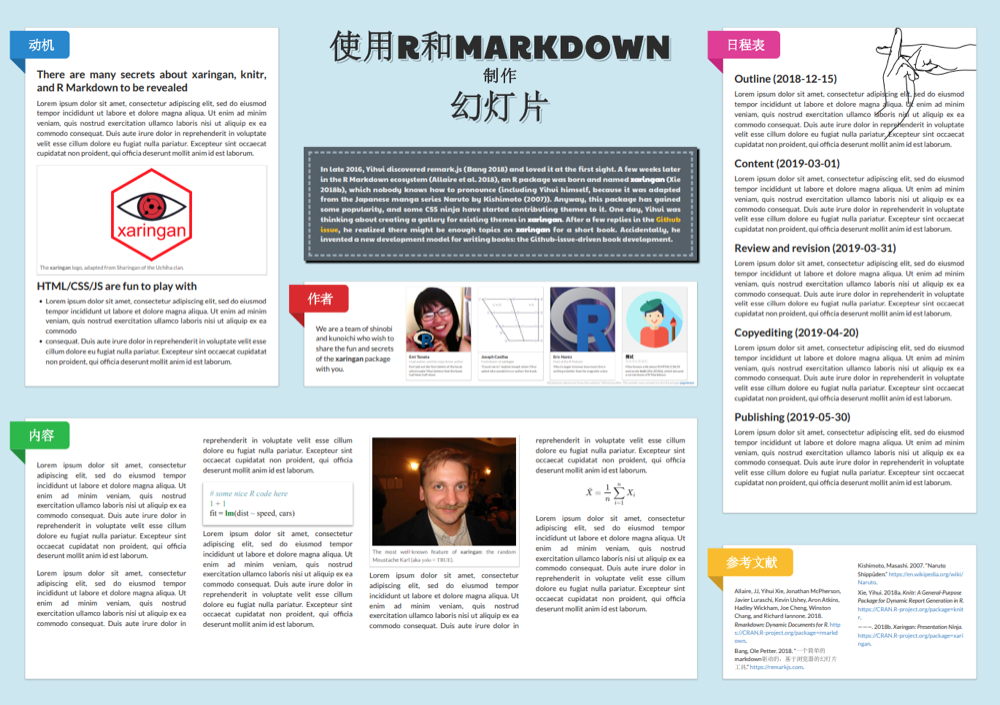 动机
There are many secrets about xaringan, knitr,
and R Markdown to be revealed
Lorem ipsum dolor sit amet, consectetur adipiscing elit, sed do eiusmod
tempor incididunt ut labore et dolore magna aliqua. Ut enim ad minim
veniam, quis nostrud exercitation ullamco laboris nisi ut aliquip ex ea
commodo consequat. Duis aute irure dolor in reprehenderit in voluptate
velit esse cillum dolore eu fugiat nulla pariatur. Excepteur sint occaecat
cupidatat non proident, qui officia deserunt mollit anim id est laborum.
xaringan
The xaringan logo, adapted from Sharingan of the Uchiha clan.
HTML/CSS/JS are fun to play with
• Lorem ipsum dolor sit amet, consectetur adipiscing elit, sed do eiusmod
tempor incididunt ut labore et dolore magna aliqua. Ut enim ad minim
veniam, quis nostrud exercitation ullamco laboris nisi ut aliquip ex ea
commodo
• consequat. Duis aute irure dolor in reprehenderit in voluptate velit esse
cillum dolore eu fugiat nulla pariatur. Excepteur sint occaecat cupidatat
non proident, qui officia deserunt mollit anim id est laborum.
使用R和MARKDOWN
制作
幻灯片
In late 2016, Yihui discovered remark.js (Bang 2018) and loved it at the first sight. A few weeks later
in the R Markdown ecosystem (Allaire et al. 2018), an R package was born and named xaringan (Xie
2018b), which nobody knows how to pronounce (including Yihui himself, because it was adapted
from the Japanese manga series Naruto by Kishimoto (2007)). Anyway, this package has gained
some popularity, and some CSS ninja have started contributing themes to it. One day, Yihui was
thinking about creating a gallery for existing themes in xaringan. After a few replies in the Github
issue, he realized there might be enough topics on xaringan for a short book. Accidentally, he
invented a new development model for writing books: the Github-issue-driven book development.
作者
We are a team of shinobi
and kunoichi who wish to
share the fun and secrets
of the xaringan package
with you.
Emi Tanaka
Joseph Casillas
Eric Nantz
内容
Lorem ipsum dolor sit amet, consectetur
adipiscing elit, sed do eiusmod tempor
incididunt ut labore et dolore magna aliqua. Ut
enim ad minim veniam, quis nostrud
exercitation ullamco laboris nisi ut aliquip ex ea
commodo consequat. Duis aute irure dolor in
reprehenderit in voluptate velit esse cillum
dolore eu fugiat nulla pariatur. Excepteur sint
occaecat cupidatat non proident, qui officia
deserunt mollit anim id est laborum.
Lorem ipsum dolor sit amet, consectetur
adipiscing elit, sed do eiusmod tempor
incididunt ut labore et dolore magna aliqua. Ut
enim ad minim veniam, quis nostrud
exercitation ullamco laboris nisi ut aliquip ex ea
commodo consequat. Duis aute irure dolor in
reprehenderit in voluptate velit esse cillum
dolore eu fugiat nulla pariatur. Excepteur sint
occaecat cupidatat non proident, qui officia
deserunt mollit anim id est laborum.
# some nice R code here
1 + 1
fit = lm(dist ~ speed, cars)
Lorem ipsum dolor sit amet, consectetur
adipiscing elit, sed do eiusmod tempor
incididunt ut labore et dolore magna aliqua. Ut
enim ad minim veniam, quis nostrud
exercitation ullamco laboris nisi ut aliquip ex ea
commodo consequat. Duis aute irure dolor in
reprehenderit in voluptate velit esse cillum
dolore eu fugiat nulla pariatur. Excepteur sint
occaecat cupidatat non proident, qui officia
deserunt mollit anim id est laborum.
The most well-known feature of xaringan: the random
Moustache Karl (aka yolo = TRUE).
Lorem ipsum dolor sit amet, consectetur
adipiscing elit, sed do eiusmod tempor
incididunt ut labore et dolore magna aliqua. Ut
enim ad minim veniam, quis nostrud
exercitation ullamco laboris nisi ut aliquip ex ea
commodo consequat. Duis aute irure dolor in
reprehenderit in voluptate velit esse cillum
dolore eu fugiat nulla pariatur. Excepteur sint
occaecat cupidatat non proident, qui officia
deserunt mollit anim id est laborum.
X̄ = 1/n ∑ᵢ₌₁ⁿ Xᵢ
Lorem ipsum dolor sit amet, consectetur
adipiscing elit, sed do eiusmod tempor
incididunt ut labore et dolore magna aliqua. Ut
enim ad minim veniam, quis nostrud
exercitation ullamco laboris nisi ut aliquip ex ea
commodo consequat. Duis aute irure dolor in
reprehenderit in voluptate velit esse cillum
dolore eu fugiat nulla pariatur. Excepteur sint
occaecat cupidatat non proident, qui officia
deserunt mollit anim id est laborum.
日程表
Outline (2018-12-15)
Lorem ipsum dolor sit amet, consectetur adipiscing elit, sed do eiusmod
tempor incididunt ut labore et dolore magna aliqua. Ut enim ad minim
veniam, quis nostrud exercitation ullamco laboris nisi ut aliquip ex ea
commodo consequat. Duis aute irure dolor in reprehenderit in voluptate
velit esse cillum dolore eu fugiat nulla pariatur. Excepteur sint occaecat
cupidatat non proident, qui officia deserunt mollit anim id est laborum.
Content (2019-03-01)
Lorem ipsum dolor sit amet, consectetur adipiscing elit, sed do eiusmod
tempor incididunt ut labore et dolore magna aliqua. Ut enim ad minim
veniam, quis nostrud exercitation ullamco laboris nisi ut aliquip ex ea
commodo consequat. Duis aute irure dolor in reprehenderit in voluptate
velit esse cillum dolore eu fugiat nulla pariatur. Excepteur sint occaecat
cupidatat non proident, qui officia deserunt mollit anim id est laborum.
Review and revision (2019-03-31)
Lorem ipsum dolor sit amet, consectetur adipiscing elit, sed do eiusmod
tempor incididunt ut labore et dolore magna aliqua. Ut enim ad minim
veniam, quis nostrud exercitation ullamco laboris nisi ut aliquip ex ea
commodo consequat. Duis aute irure dolor in reprehenderit in voluptate
velit esse cillum dolore eu fugiat nulla pariatur. Excepteur sint occaecat
cupidatat non proident, qui officia deserunt mollit anim id est laborum.
Copyediting (2019-04-20)
Lorem ipsum dolor sit amet, consectetur adipiscing elit, sed do eiusmod
tempor incididunt ut labore et dolore magna aliqua. Ut enim ad minim
veniam, quis nostrud exercitation ullamco laboris nisi ut aliquip ex ea
commodo consequat. Duis aute irure dolor in reprehenderit in voluptate
velit esse cillum dolore eu fugiat nulla pariatur. Excepteur sint occaecat
cupidatat non proident, qui officia deserunt mollit anim id est laborum.
Publishing (2019-05-30)
Lorem ipsum dolor sit amet, consectetur adipiscing elit, sed do eiusmod
tempor incididunt ut labore et dolore magna aliqua. Ut enim ad minim
veniam, quis nostrud exercitation ullamco laboris nisi ut aliquip ex ea
commodo consequat. Duis aute irure dolor in reprehenderit in voluptate
velit esse cillum dolore eu fugiat nulla pariatur. Excepteur sint occaecat
cupidatat non proident, qui officia deserunt mollit anim id est laborum.
参考文献
Allaire, JJ, Yihui Xie, Jonathan McPherson,
Javier Luraschi, Kevin Ushey, Aron Atkins,
Hadley Wickham, Joe Cheng, Winston
Chang, and Richard Iannone. 2018.
Rmarkdown: Dynamic Documents for R. http
s://CRAN.R-project.org/package=rmarkd
own.
Bang, Ole Petter. 2018. "一个简单的
markdown驱动的，基于浏览器的幻灯片
工具." https://remarkjs.com.
Kishimoto, Masashi. 2007. "Naruto
Shippūden." https://en.wikipedia.org/wiki/
Naruto.
Xie, Yihui. 2018a. Knitr: A General-Purpose
Package for Dynamic Report Generation in R.
https://CRAN.R-project.org/package=knit
r.
———. 2018b. Xaringan: Presentation Ninja.
https://CRAN.R-project.org/package=xari
ngan.